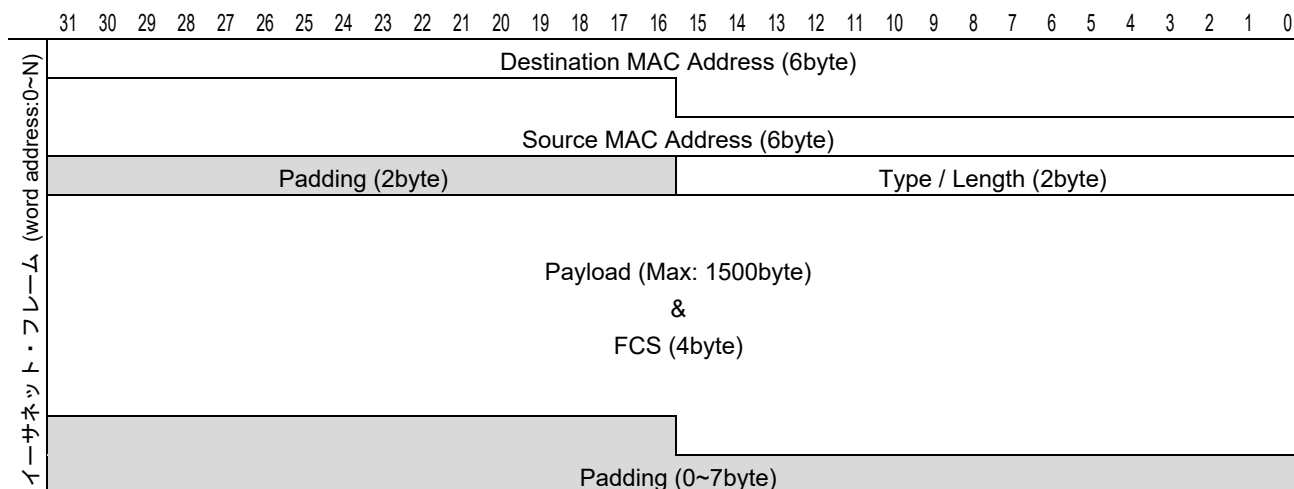 31 30 29 28 27 26 25 24 23 22 21 20 19 18 17 16 15 14 13 12 11 10 9 8 7 6 5 4 3 2 1 0
イーサネット・フレーム (word address:0~N)
Destination MAC Address (6byte)
Source MAC Address (6byte)
Padding (2byte) Type / Length (2byte)
Payload (Max: 1500byte)
&
FCS (4byte)
Padding (0~7byte)